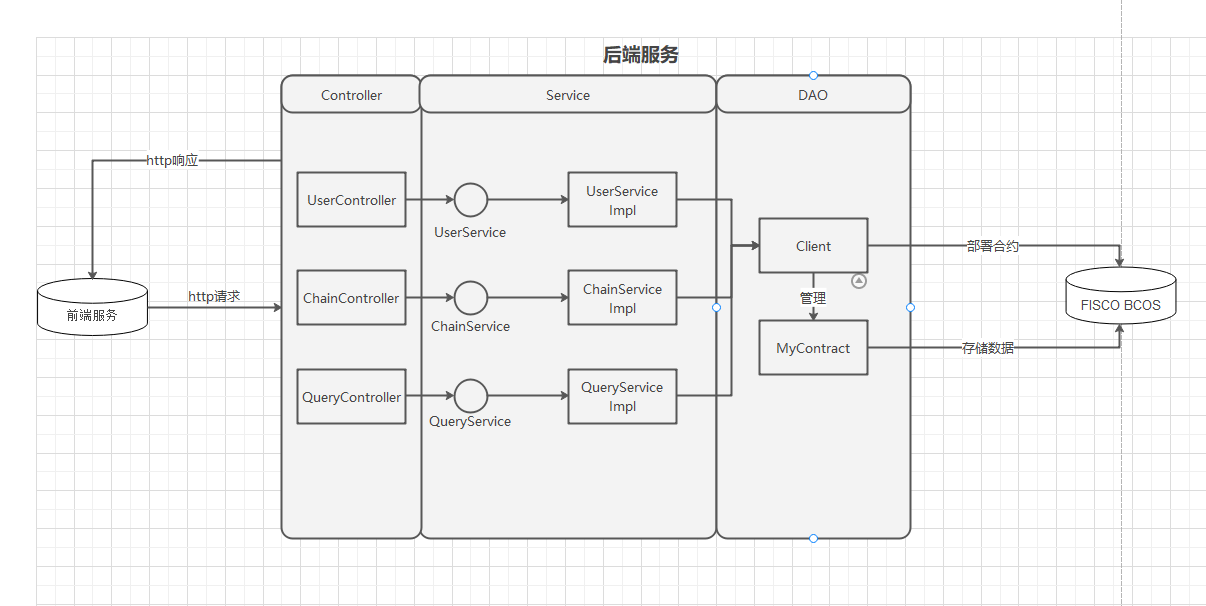 后端服务
Controller
Service
DAO
http响应
UserController
UserService
UserService
Impl
Client
部署合约
http请求
前端服务
ChainController
ChainService
ChainService
Impl
管理
FISCO BCOS
MyContract
存储数据
QueryController
QueryService
QueryService
Impl